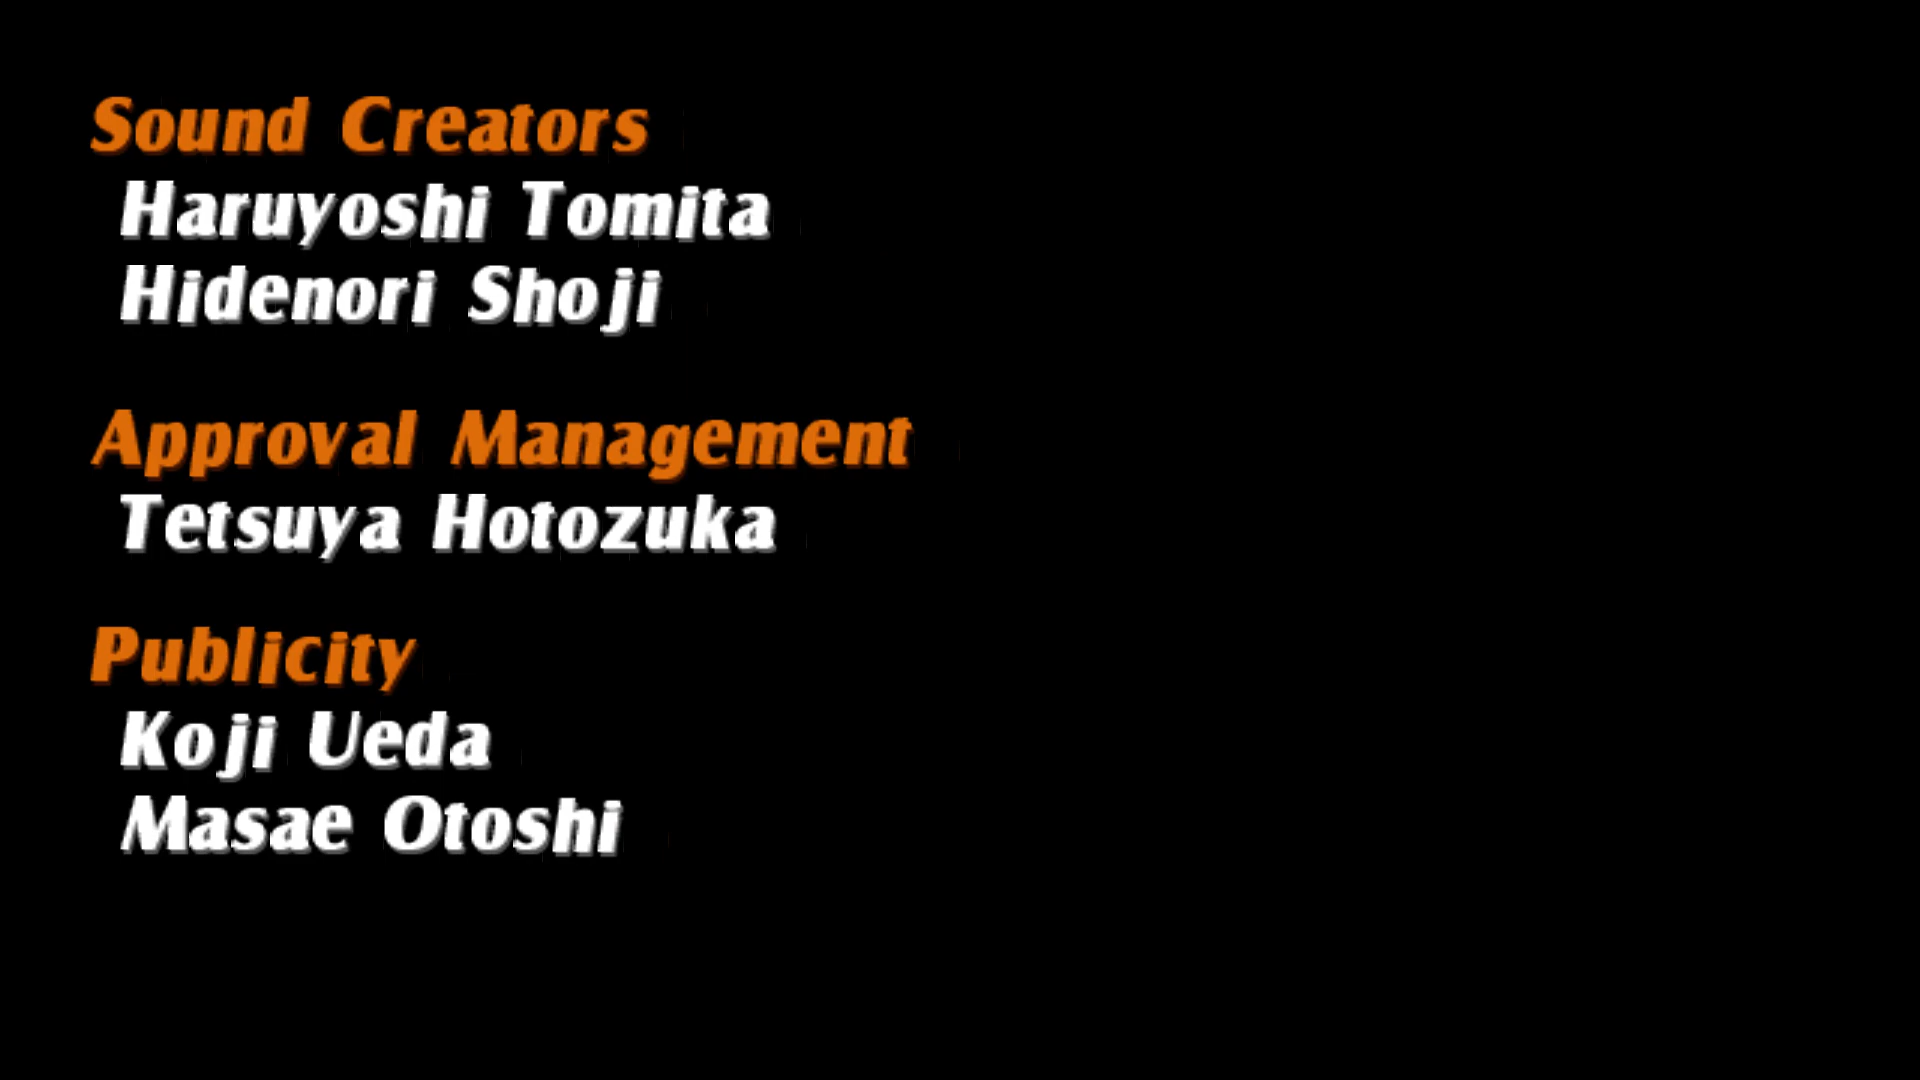 Sound Creators
Haruyoshi Tomita
Hidenori Shoji
Approval Management
Tetsuya Hotozuka
Publicity
Koji Ueda
Masae Otoshi